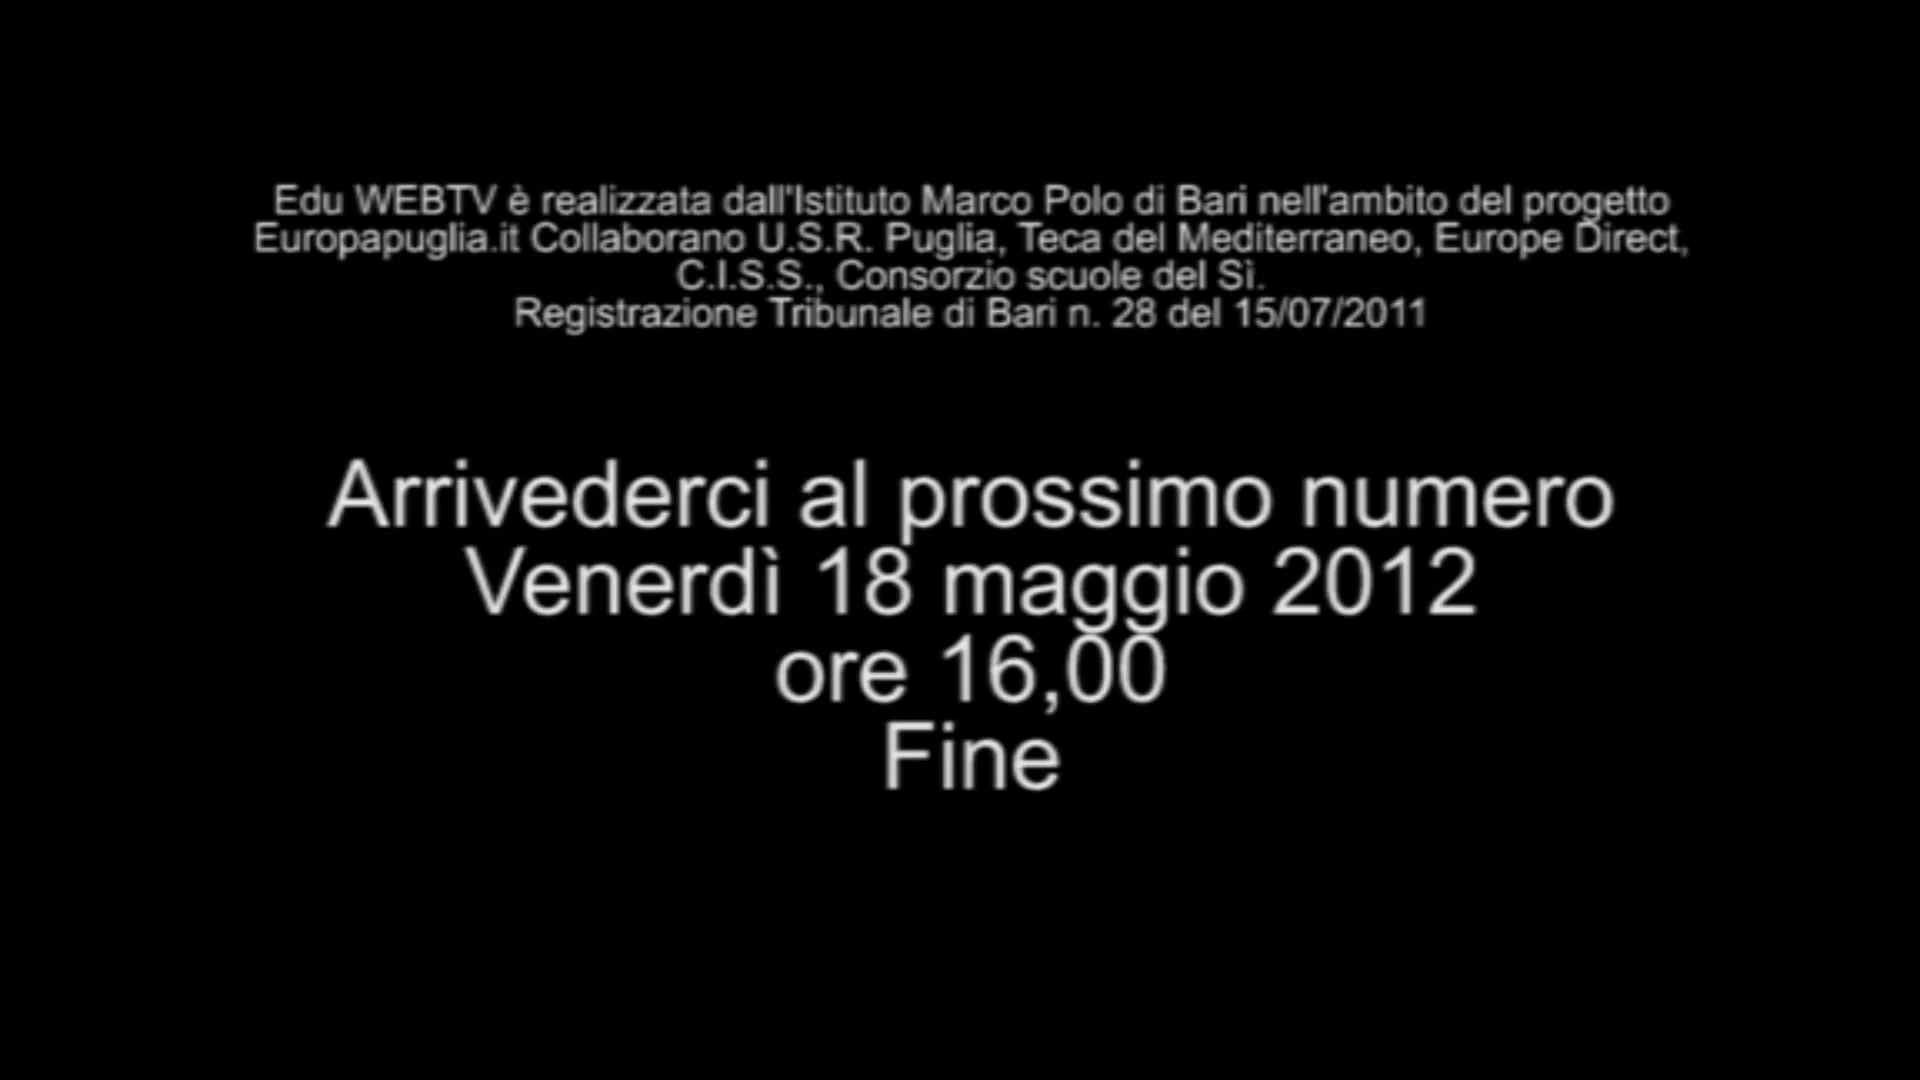 Edu WEBTV è realizzata dall'Istituto Marco Polo di Bari nell'ambito del progetto
Europapuglia.it Collaborano U.S.R. Puglia, Teca del Mediterraneo, Europe Direct,
C.I.S.S., Consorzio scuole del Sì.
Registrazione Tribunale di Bari n. 28 del 15/07/2011
Arrivederci al prossimo numero
Venerdì 18 maggio 2012
ore 16,00
Fine